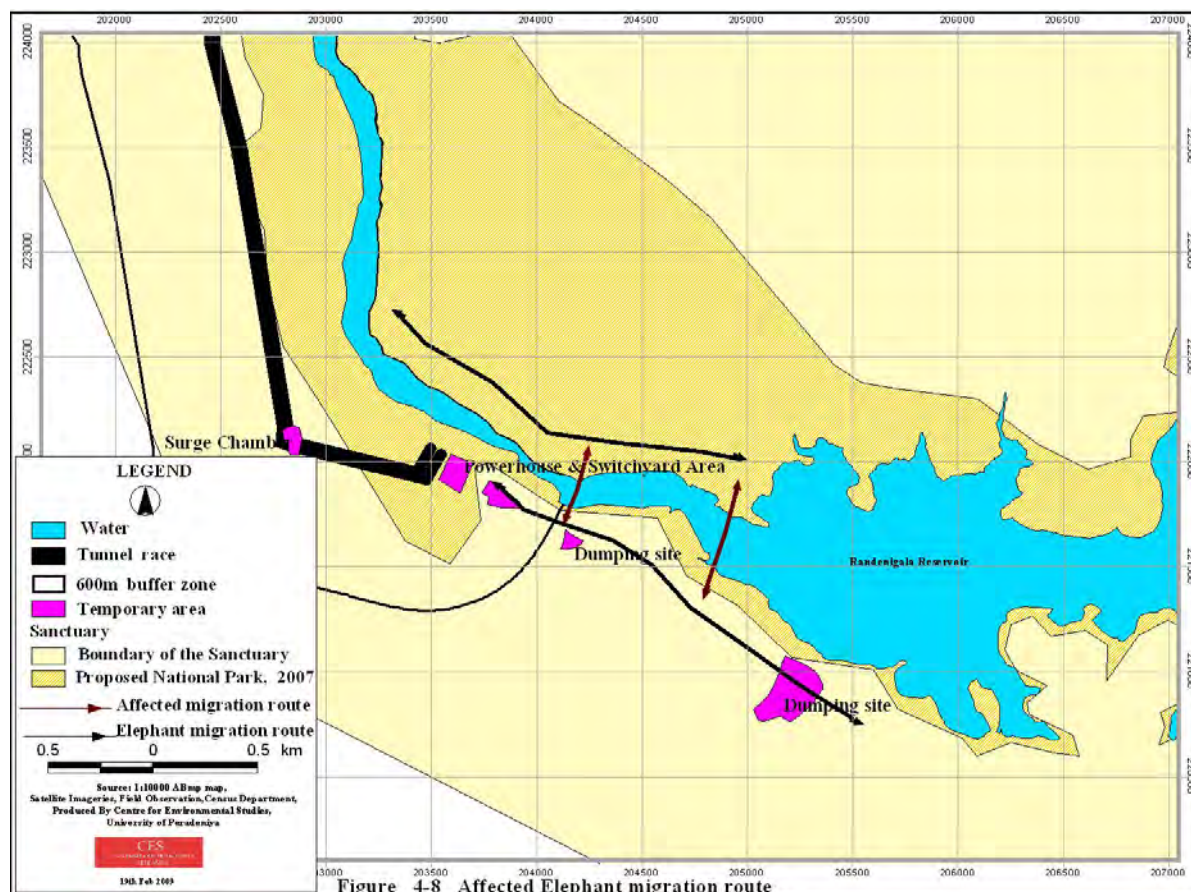 202000 202500 203000 203500 204000 204500 205000 205500 206000 206500 207000
224000
223500
223000
222500
Surge Chamb
Powerhouse & Switchyard Area
Dumping site
Randenigala Reservoir
Dumping site
LEGEND
Water
Tunnel race
600m buffer zone
Temporary area
Sanctuary
Boundary of the Sanctuary
Proposed National Park, 2007
Affected migration route
Elephant migration route
0.5 0 0.5 km
Source: 1:10000 ABmp map,
Satellite Imageries, Field Observation, Census Department,
Produced By Centre for Environmental Studies,
University of Peradeniya
CES
19th Feb 2009
203000 203500 204000 204500 205000 205500 206000 206500 207000
Figure 4-8 Affected Elephant migration route